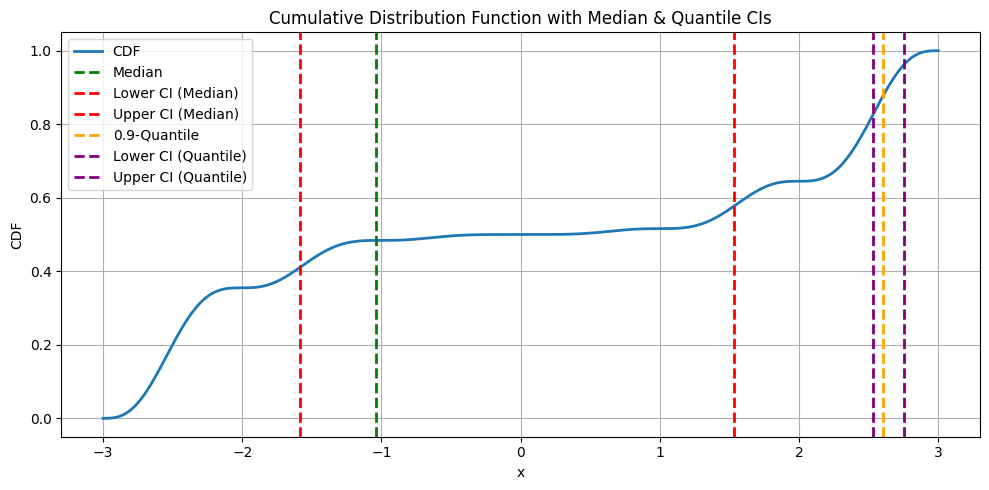 Cumulative Distribution Function with Median & Quantile CIs
CDF
Median
Lower CI (Median)
Upper CI (Median)
0.9-Quantile
Lower CI (Quantile)
Upper CI (Quantile)
1.0
0.8
0.6
0.4
0.2
0.0
CDF
−3
−2
−1
0
1
2
3
x